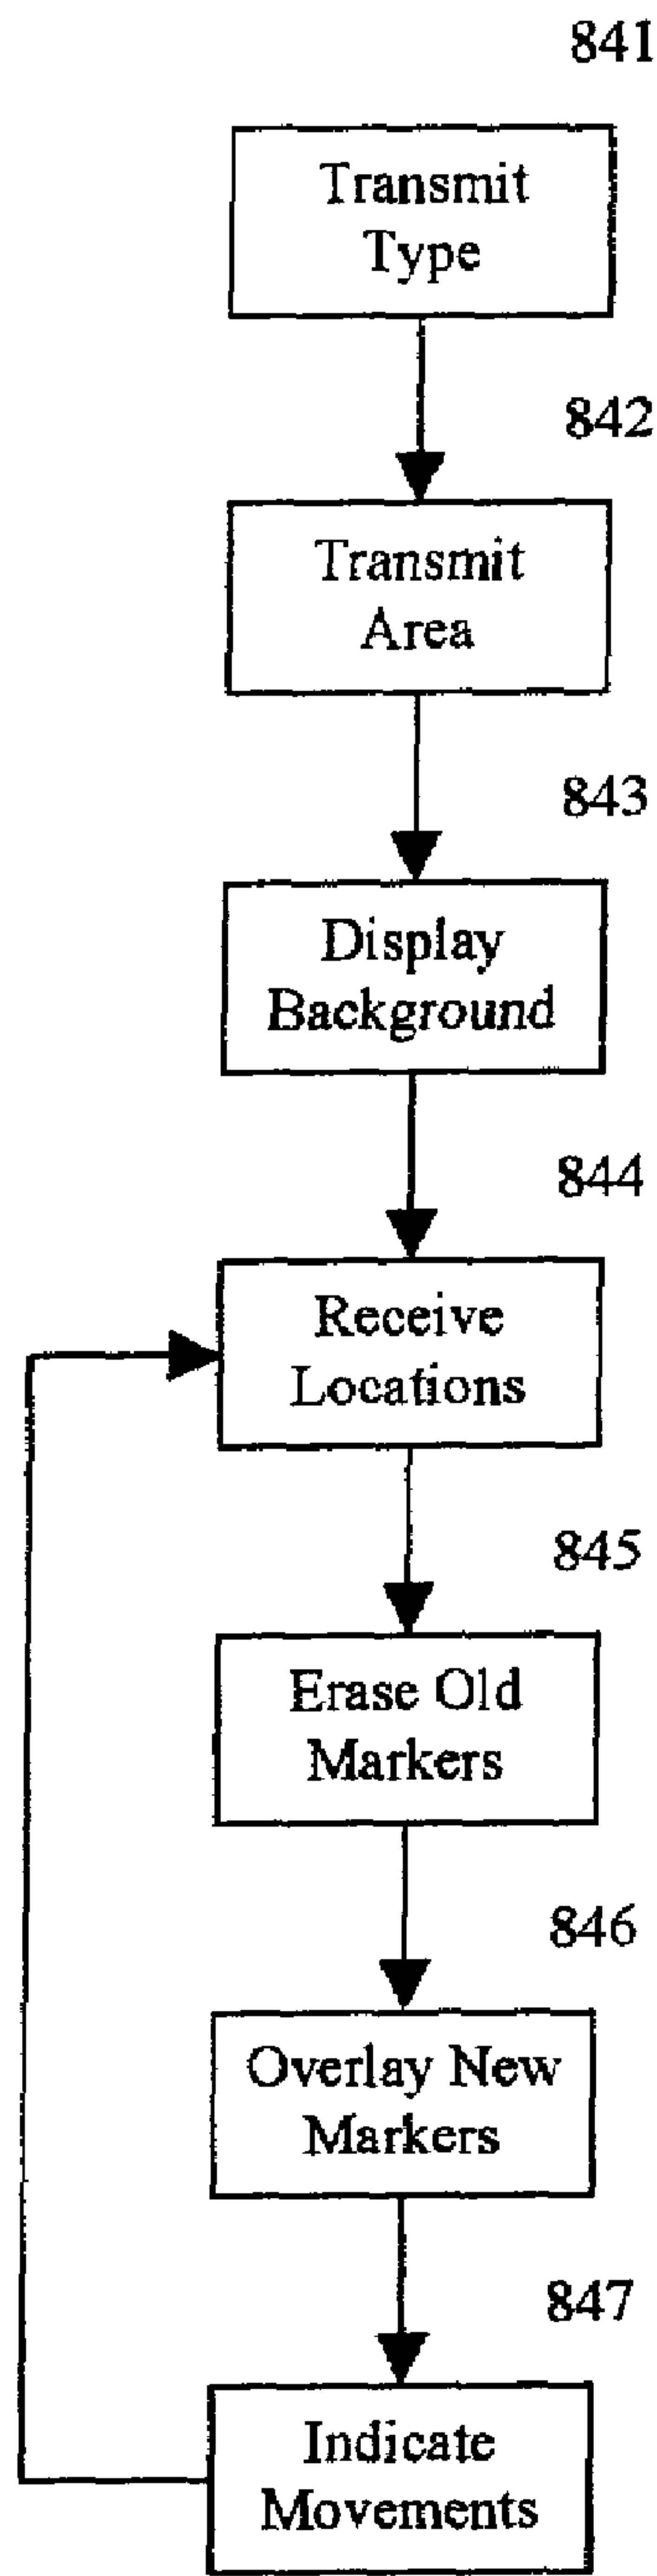 841
Transmit
Type
842
Transmit
Area
843
Display
Background
844
Receive
Locations
845
Erase Old
Markers
846
Overlay New
Markers
847
Indicate
Movements